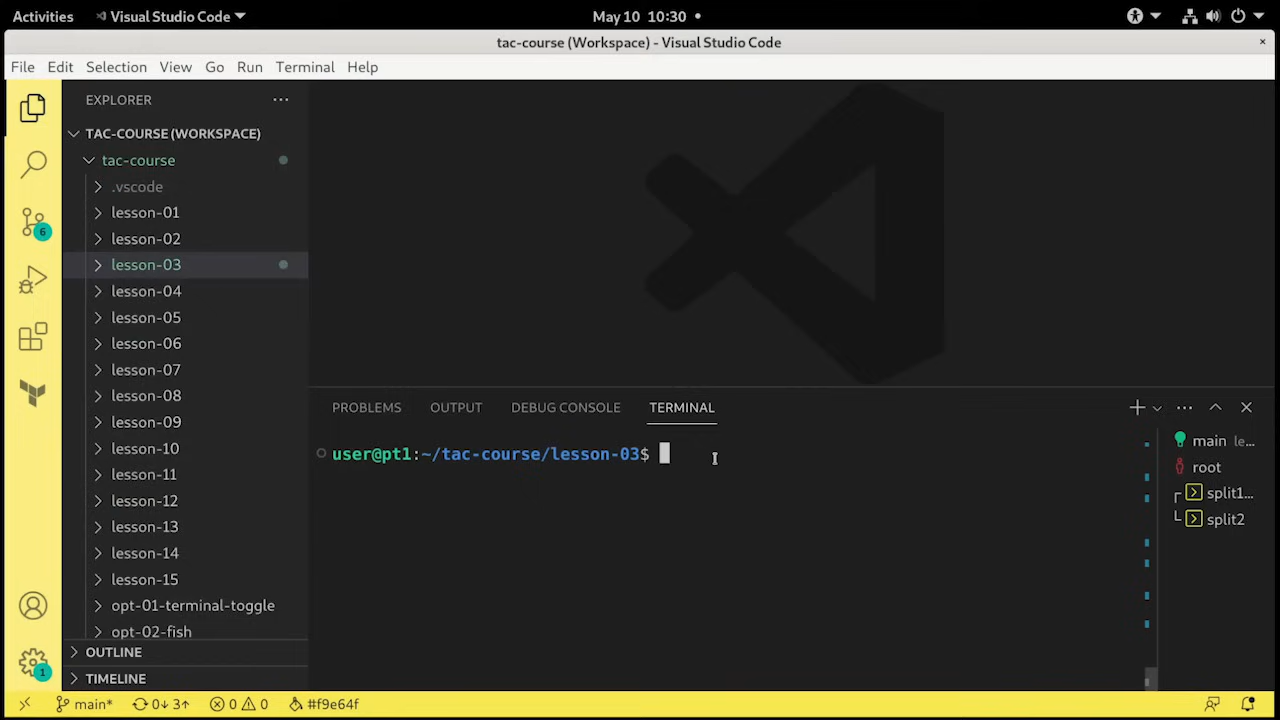 Activities
Visual Studio Code
May 10 10:30
tac-course (Workspace) - Visual Studio Code
File Edit Selection View Go Run Terminal Help
EXPLORER
TAC-COURSE (WORKSPACE)
tac-course
.vscode
lesson-01
lesson-02
6
lesson-03
lesson-04
lesson-05
lesson-06
lesson-07
lesson-08
lesson-09
lesson-10
lesson-11
lesson-12
lesson-13
lesson-14
lesson-15
opt-01-terminal-toggle
opt-02-fish
OUTLINE
TIMELINE
1
PROBLEMS OUTPUT DEBUG CONSOLE TERMINAL
user@pt1:~/tac-course/lesson-03$
main le...
root
split1...
split2
main* 0↓ 3↑ 0 0 #f9e64f